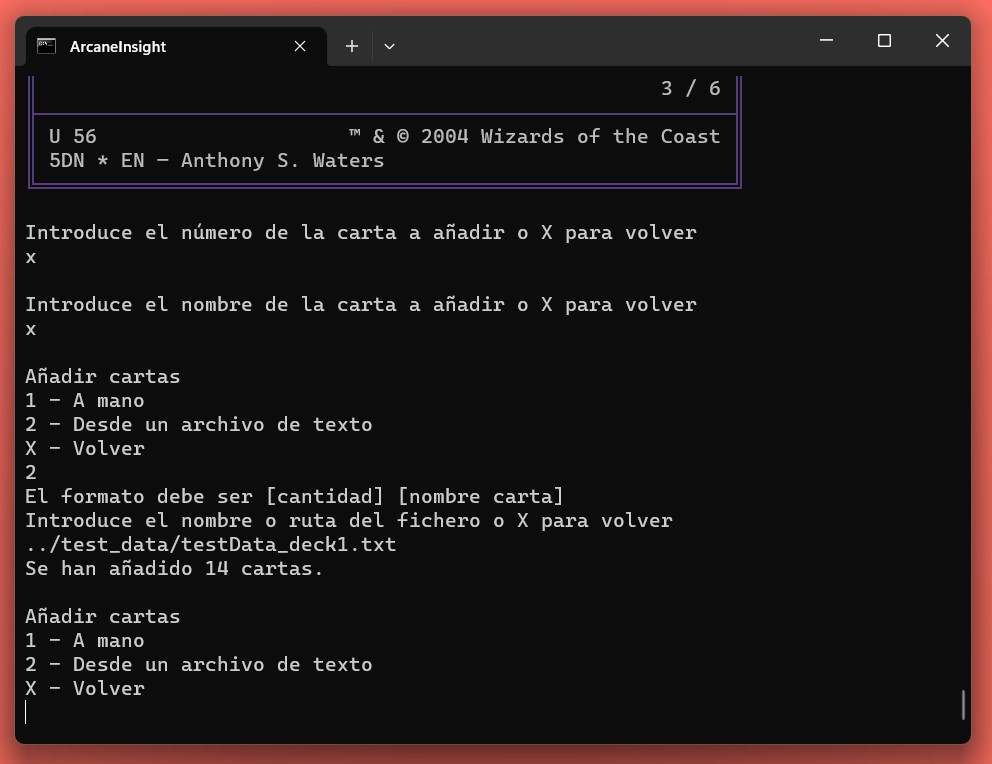 ArcaneInsight
3 / 6
U 56 ™ & © 2004 Wizards of the Coast
5DN * EN — Anthony S. Waters
Introduce el número de la carta a añadir o X para volver
x
Introduce el nombre de la carta a añadir o X para volver
x
Añadir cartas
1 - A mano
2 - Desde un archivo de texto
X - Volver
2
El formato debe ser [cantidad] [nombre carta]
Introduce el nombre o ruta del fichero o X para volver
../test_data/testData_deck1.txt
Se han añadido 14 cartas.
Añadir cartas
1 - A mano
2 - Desde un archivo de texto
X - Volver